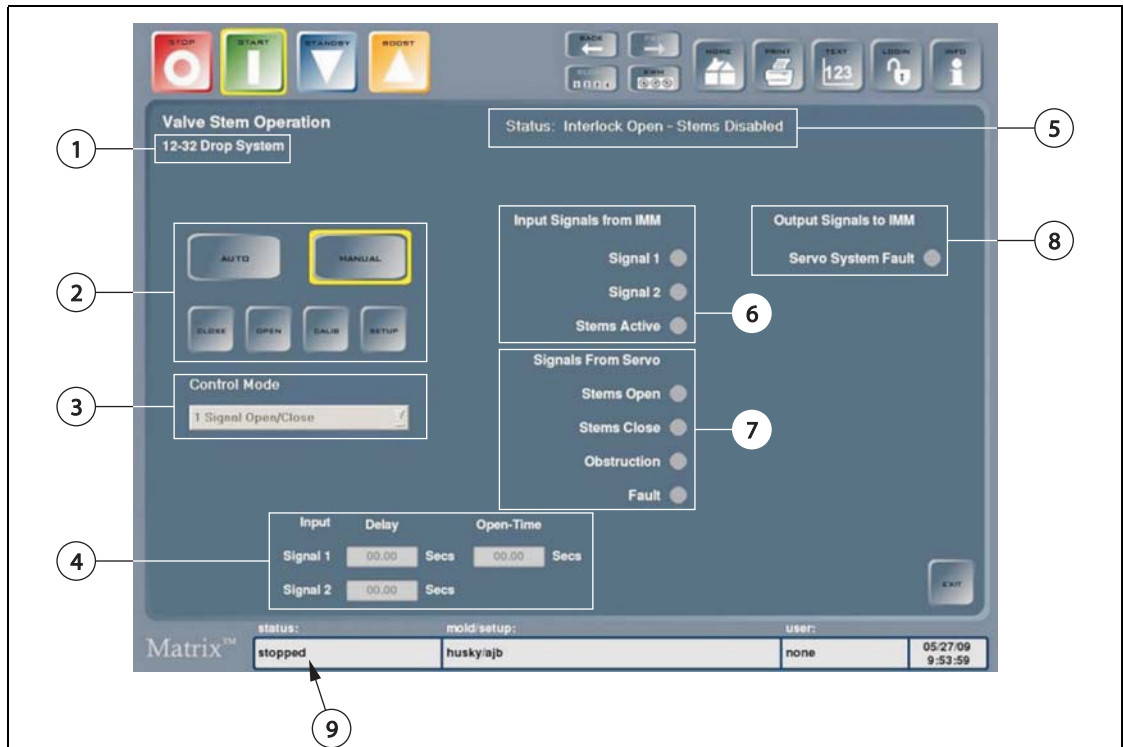 STOP START STANDBY BOOST
BACK
HOME PRINT TEXT LOGIN INFO
123
Valve Stem Operation
12-32 Drop System
Status: Interlock Open - Stems Disabled
5
1
Input Signals from IMM
Output Signals to IMM
AUTO MANUAL
Signal 1
Servo System Fault
8
2
Signal 2
6
CLOSE OPEN CALIB SETUP
Stems Active
Signals From Servo
Control Mode
Stems Open
3
1 Signal Open/Close
Stems Close
7
Obstruction
Fault
Input Delay Open-Time
4
Signal 1 00.00 Secs 00.00 Secs
Signal 2 00.00 Secs
EXIT
status: mold/setup: user:
Matrix™ stopped husky/ajb none 05/27/09
9:53:59
9